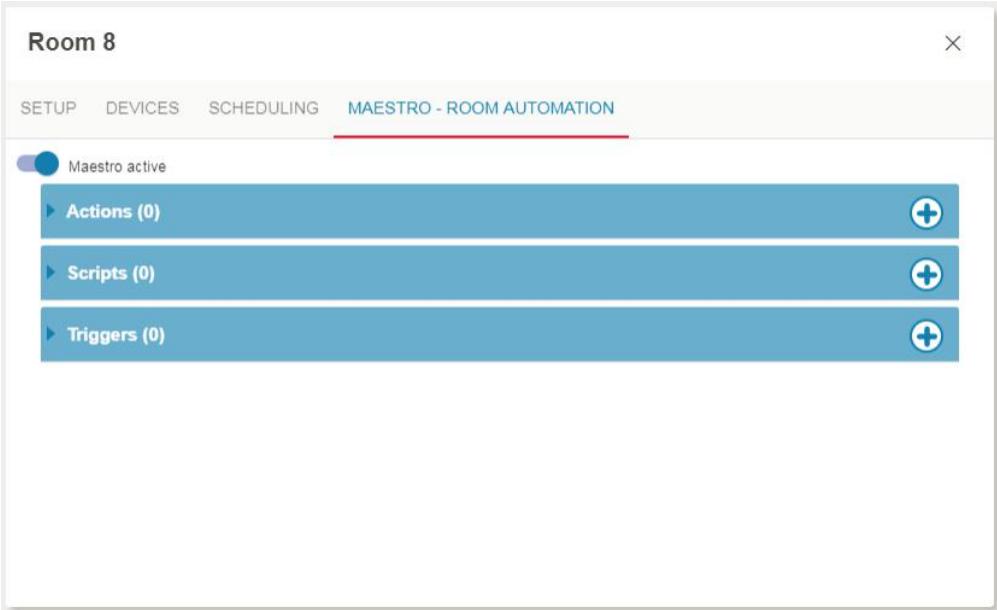 Room 8
SETUP DEVICES SCHEDULING MAESTRO - ROOM AUTOMATION
Maestro active
Actions (0)
Scripts (0)
Triggers (0)